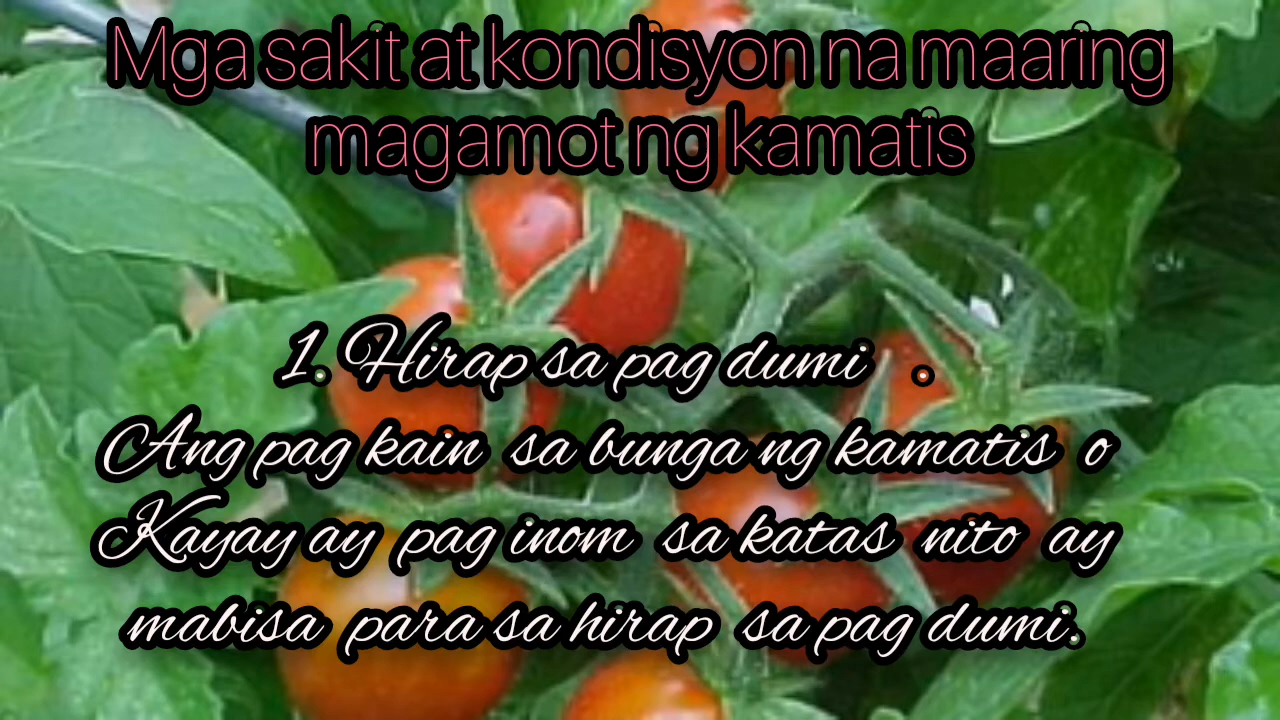 Mga sakit at kondisyon na maaring
magamot ng kamatis
1. Hirap sa pag dumi .
Ang pag kain sa bunga ng kamatis o
Kayay ay pag inom sa katas nito ay
mabisa para sa hirap sa pag dumi.